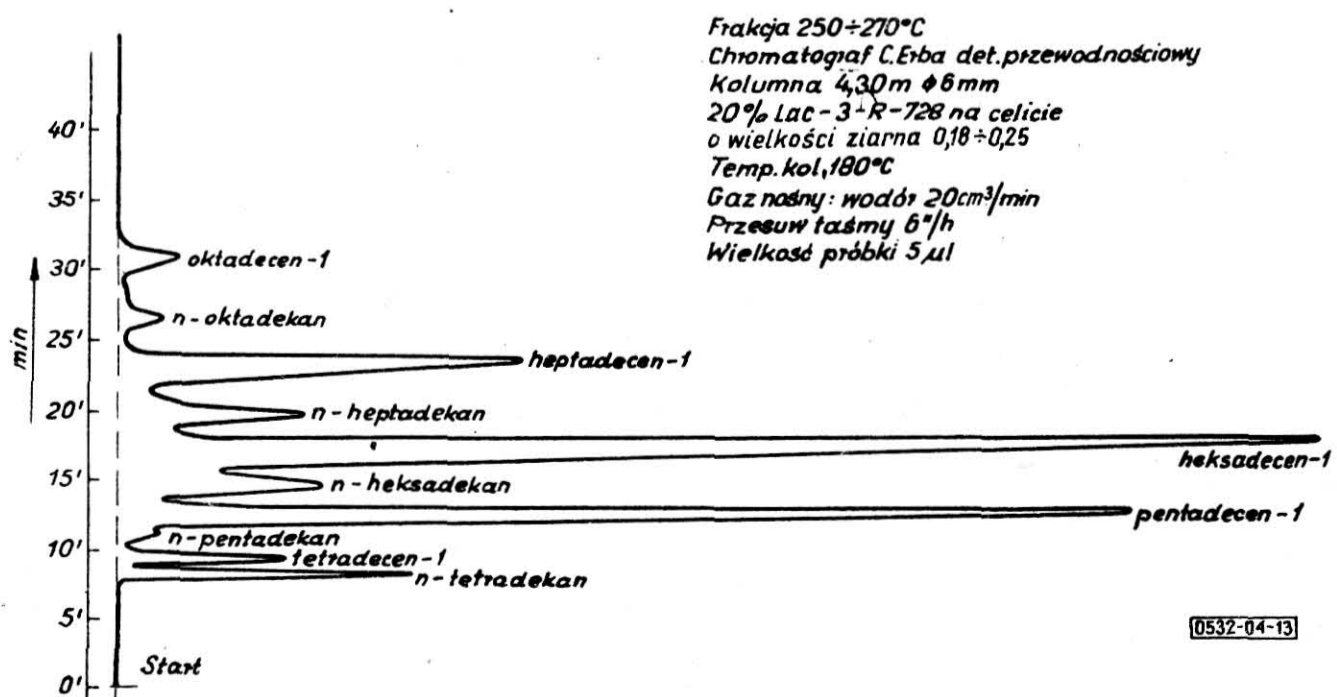 Frakcja 250÷270°C
Chromatograf C.Erba det.przewodnościowy
Kolumna 4,30m ϕ6mm
20% Lac-3-R-728 na celicie
o wielkości ziarna 0,18÷0,25
Temp.kol,180°C
Gaz nośny: wodór 20cm³/min
Przesuw taśmy 6"/h
Wielkość próbki 5µl
40'
35'
30'
25'
20'
15'
10'
5'
0'
min
oktadecen-1
n-oktadekan
heptadecen-1
n-heptadekan
heksadecen-1
n-heksadekan
pentadecen-1
n-pentadekan
tetradecen-1
n-tetradekan
Start
0532-04-13